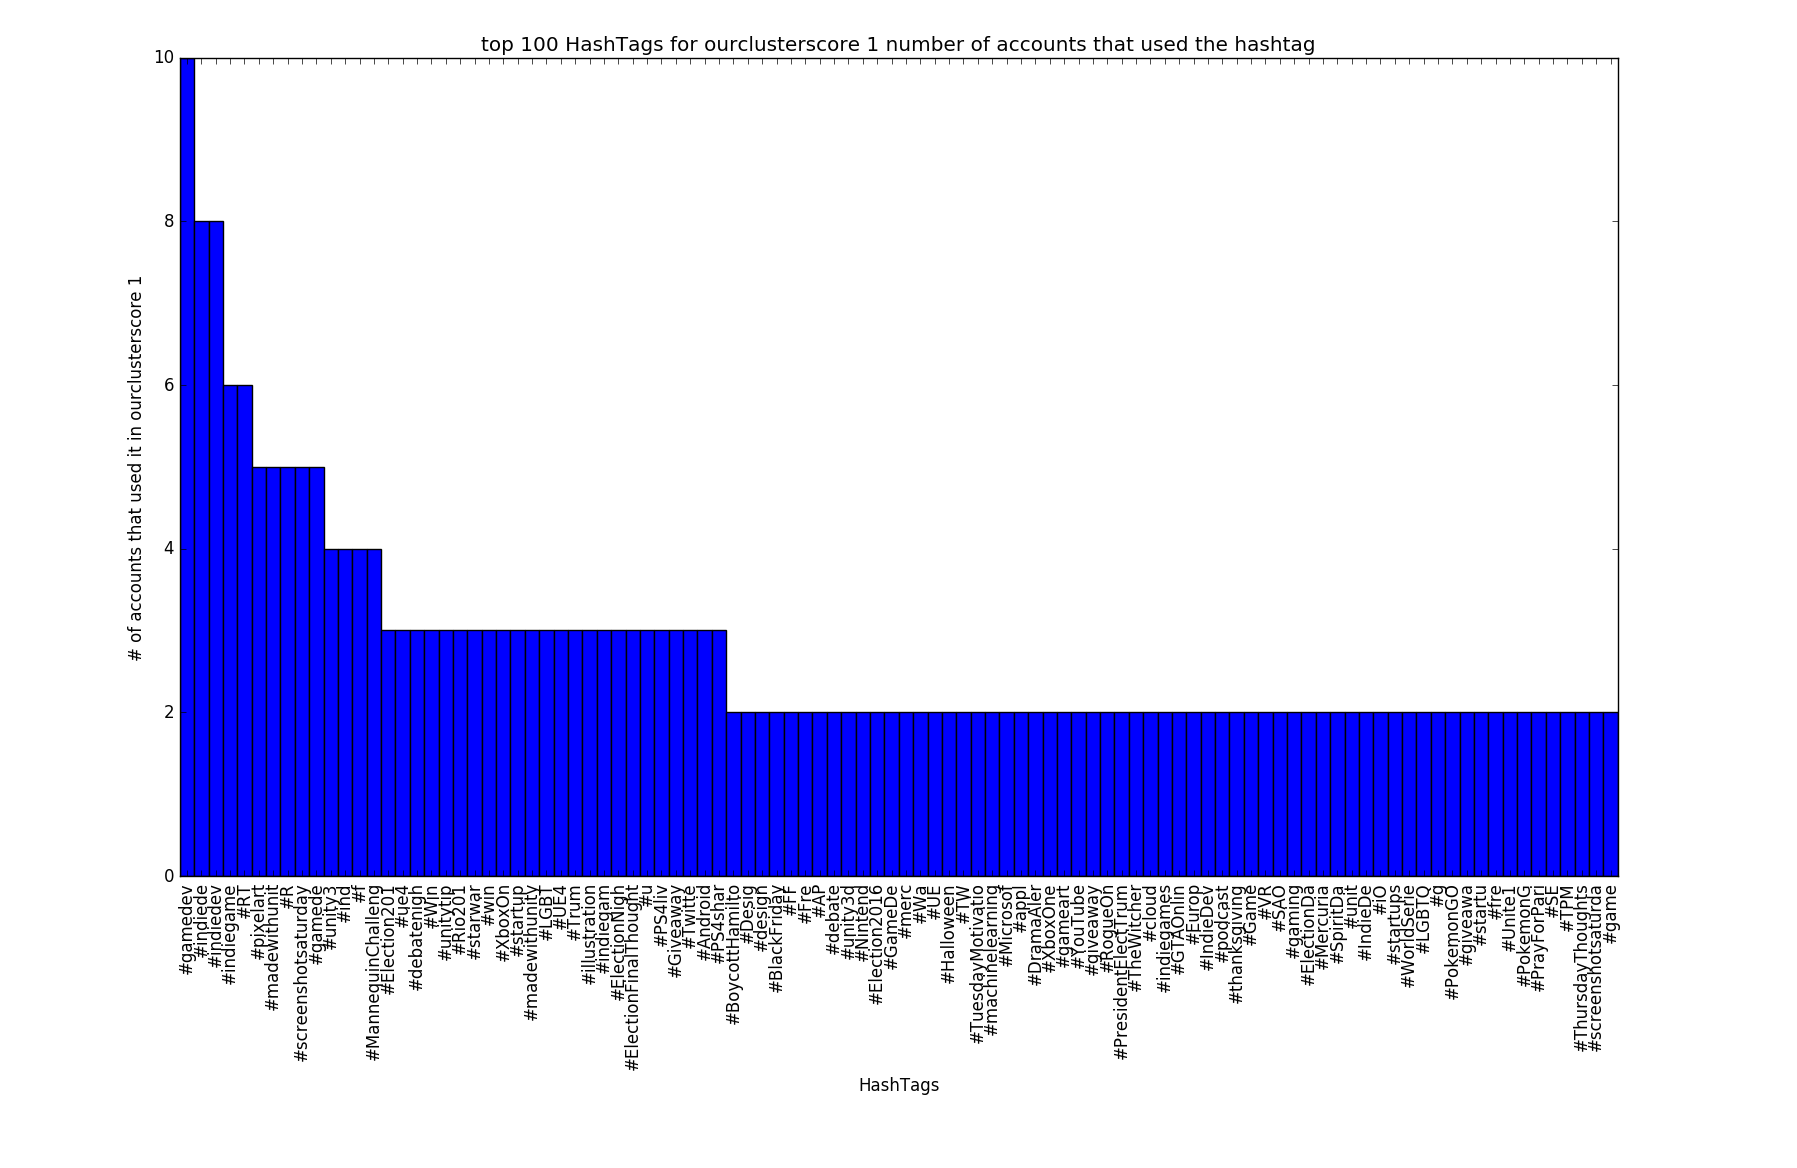 top 100 HashTags for ourclusterscore 1 number of accounts that used the hashtag
# of accounts that used it in ourclusterscore 1
10
8
6
4
2
0
#gamedev
#indiede
#Indiedev
#indiegame
#RT
#pixelart
#madewithunit
#R
#screenshotsaturday
#gamede
#unity3
#ind
#f
#MannequinChalleng
#Election201
#ue4
#debatenigh
#Win
#unitytip
#Rio201
#starwar
#win
#XboxOn
#startup
#madewithunity
#LGBT
#UE4
#Trum
#illustration
#indiegam
#ElectionNigh
#ElectionFinalThought
#u
#PS4liv
#Giveaway
#Twitte
#Android
#PS4shar
#BoycottHamilto
#Desig
#design
#BlackFriday
#FF
#Fre
#AP
#debate
#unity3d
#Nintend
#Election2016
#GameDe
#merc
#Wa
#UE
#Halloween
#TW
#TuesdayMotivatio
#machinelearning
#Microsof
#appl
#DramaAler
#XboxOne
#gameart
#YouTube
#giveaway
#RogueOn
#PresidentElectTrum
#TheWitcher
#cloud
#indiegames
#GTAOnlin
#Europ
#IndieDev
#podcast
#thanksgiving
#Game
#VR
#SAO
#gaming
#ElectionDa
#Mercuria
#SpiritDa
#unit
#IndieDe
#iO
#startups
#WorldSerie
#LGBTQ
#g
#PokemonGO
#giveawa
#startu
#fre
#Unite1
#PokemonG
#PrayForPari
#SE
#TPM
#ThursdayThoughts
#screenshotsaturda
#game
HashTags